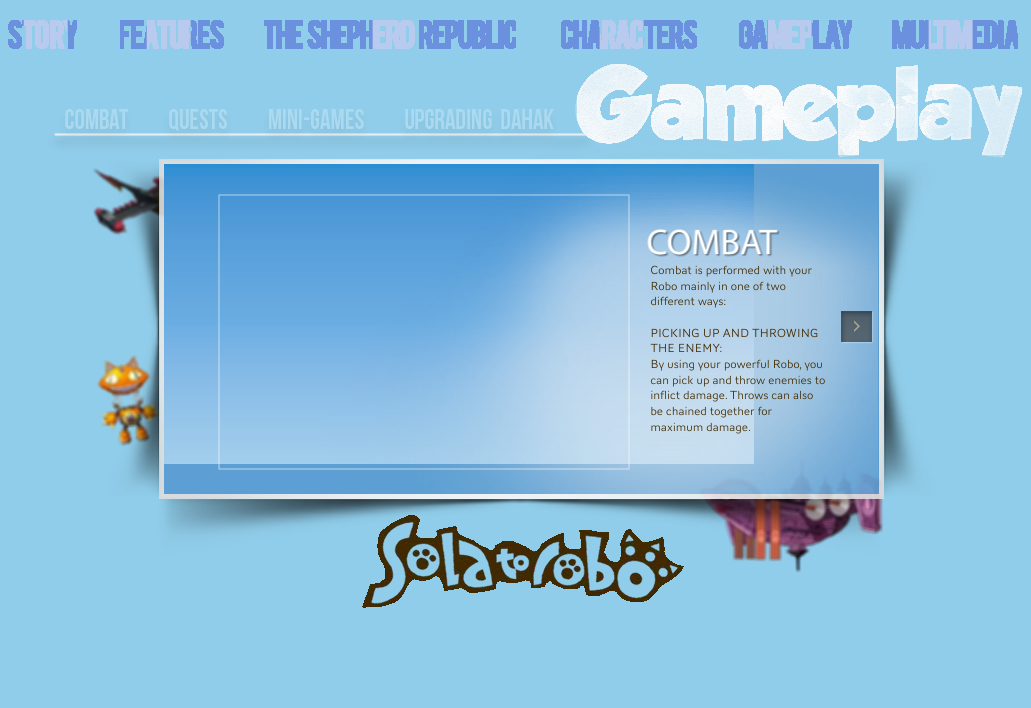 STORY FEATURES THE SHEPHERD REPUBLIC CHARACTERS GAMEPLAY MULTIMEDIA
Gameplay
COMBAT QUESTS MINI-GAMES UPGRADING DAHAK
COMBAT
Combat is performed with your
Robo mainly in one of two
different ways:
PICKING UP AND THROWING
THE ENEMY:
By using your powerful Robo, you
can pick up and throw enemies to
inflict damage. Throws can also
be chained together for
maximum damage.
Solatorobo